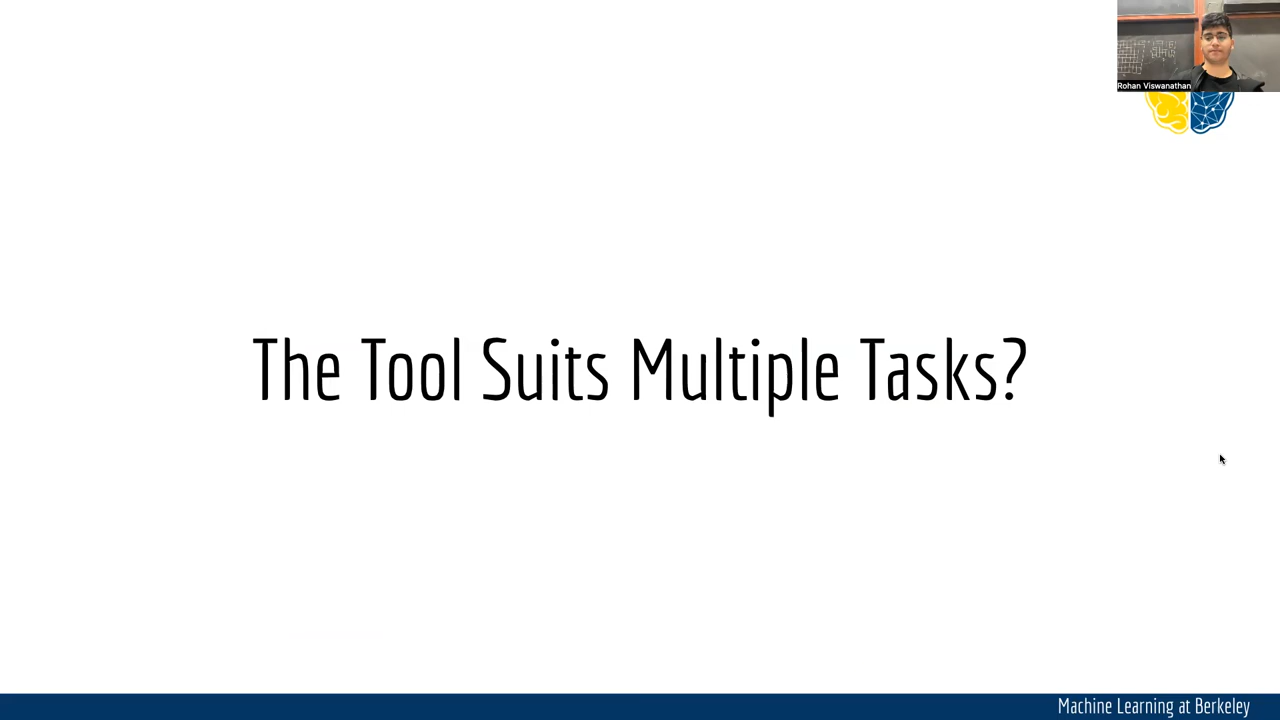 Rohan Viswanathan
The Tool Suits Multiple Tasks?
Machine Learning at Berkeley